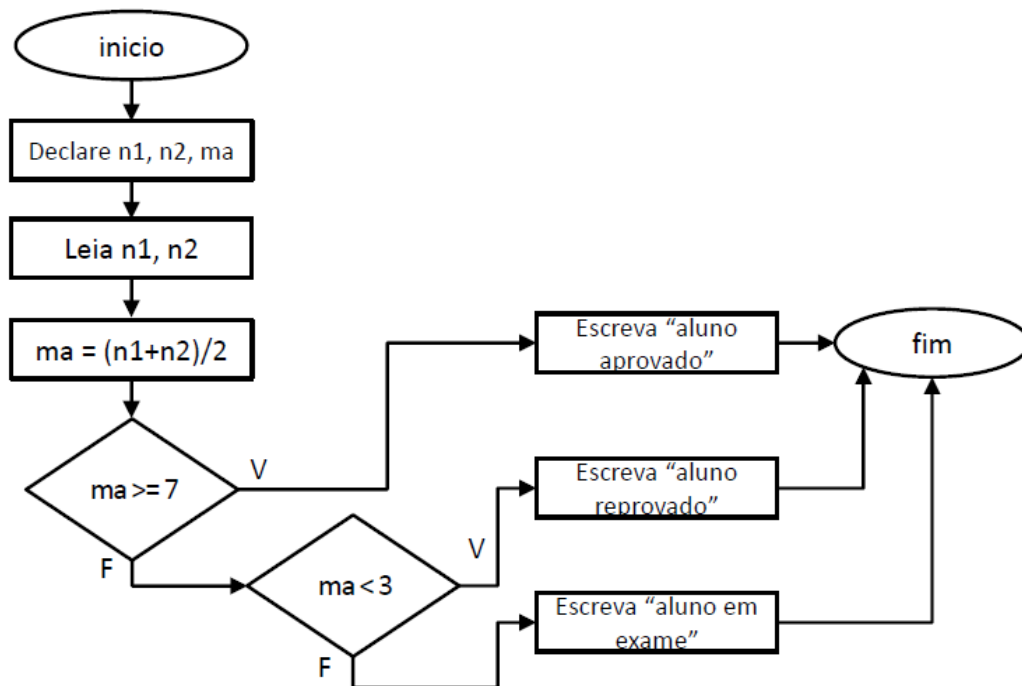 inicio
Declare n1, n2, ma
Leia n1, n2
ma = (n1+n2)/2
Escreva “aluno
aprovado”
fim
ma >= 7
V
F
Escreva “aluno
reprovado”
ma < 3
V
F
Escreva “aluno em
exame”